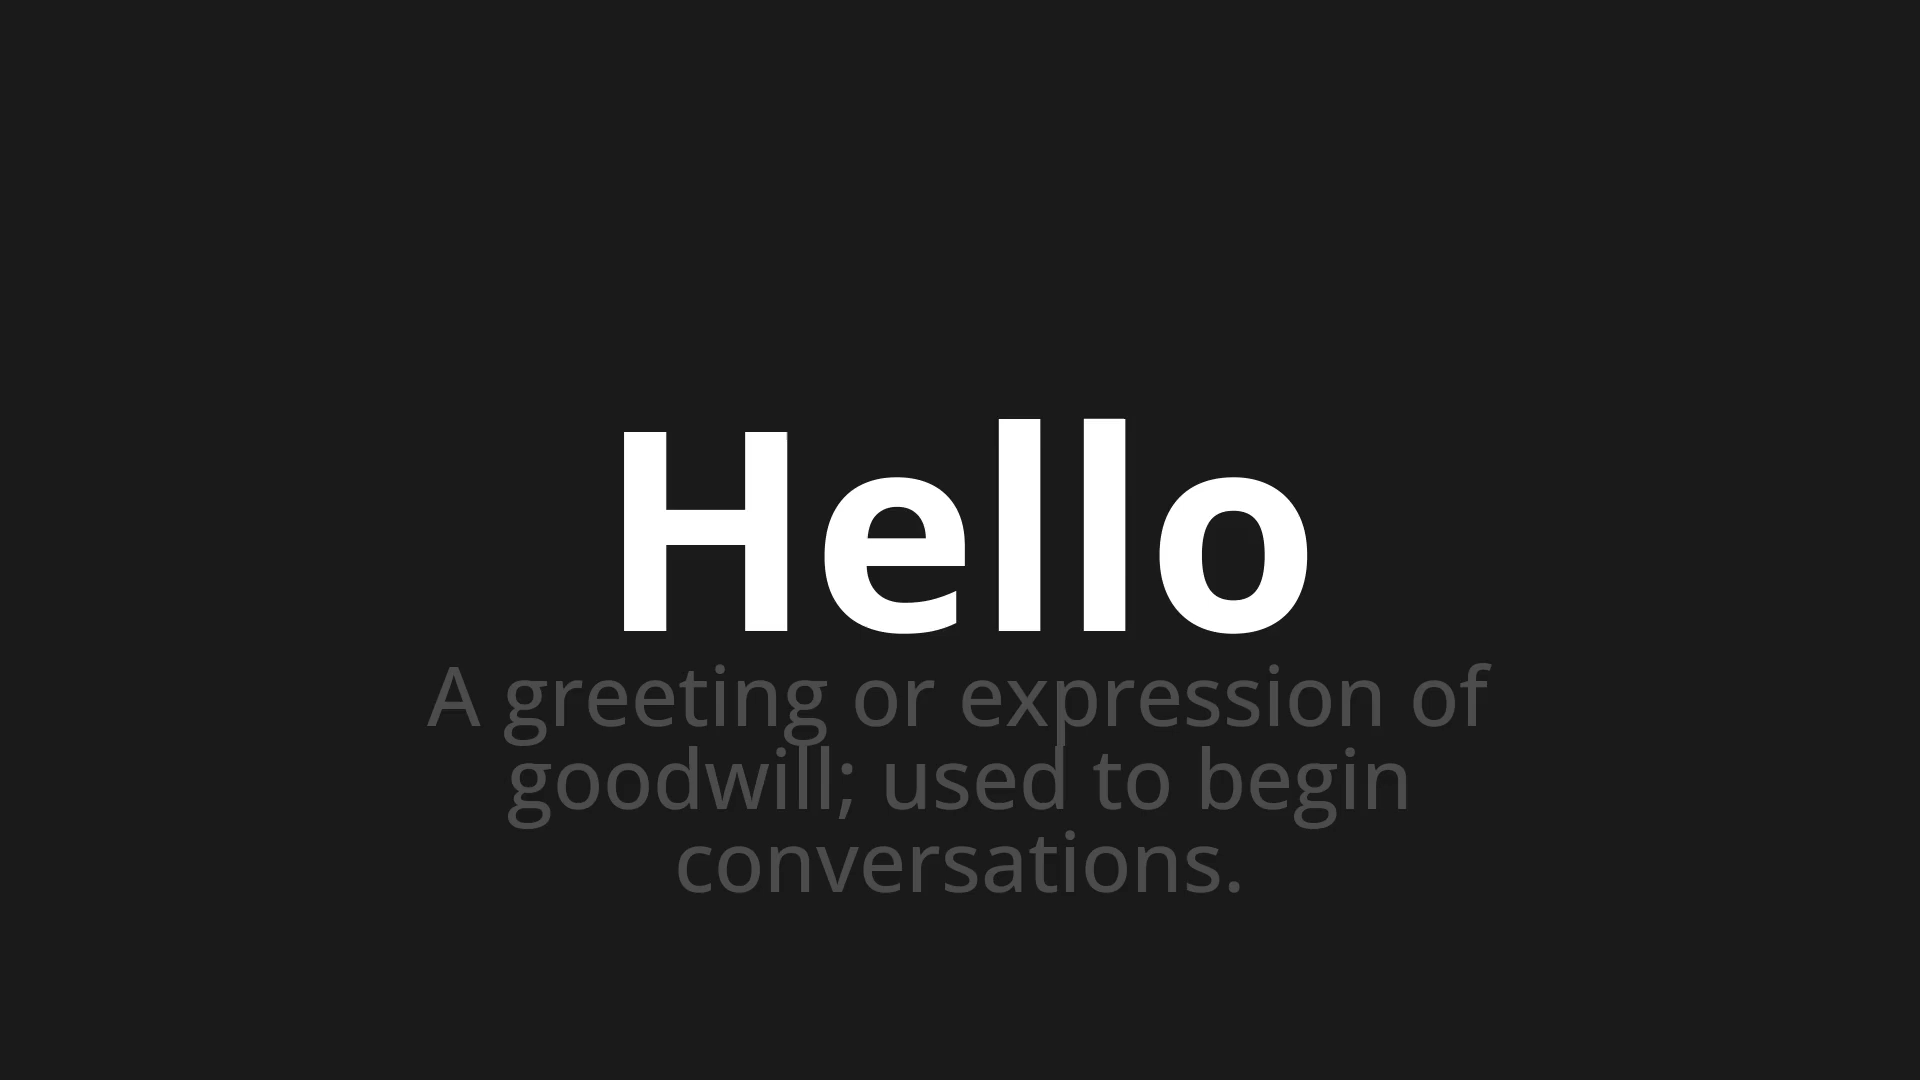 Hello
A greeting or expression of
goodwill; used to begin
conversations.